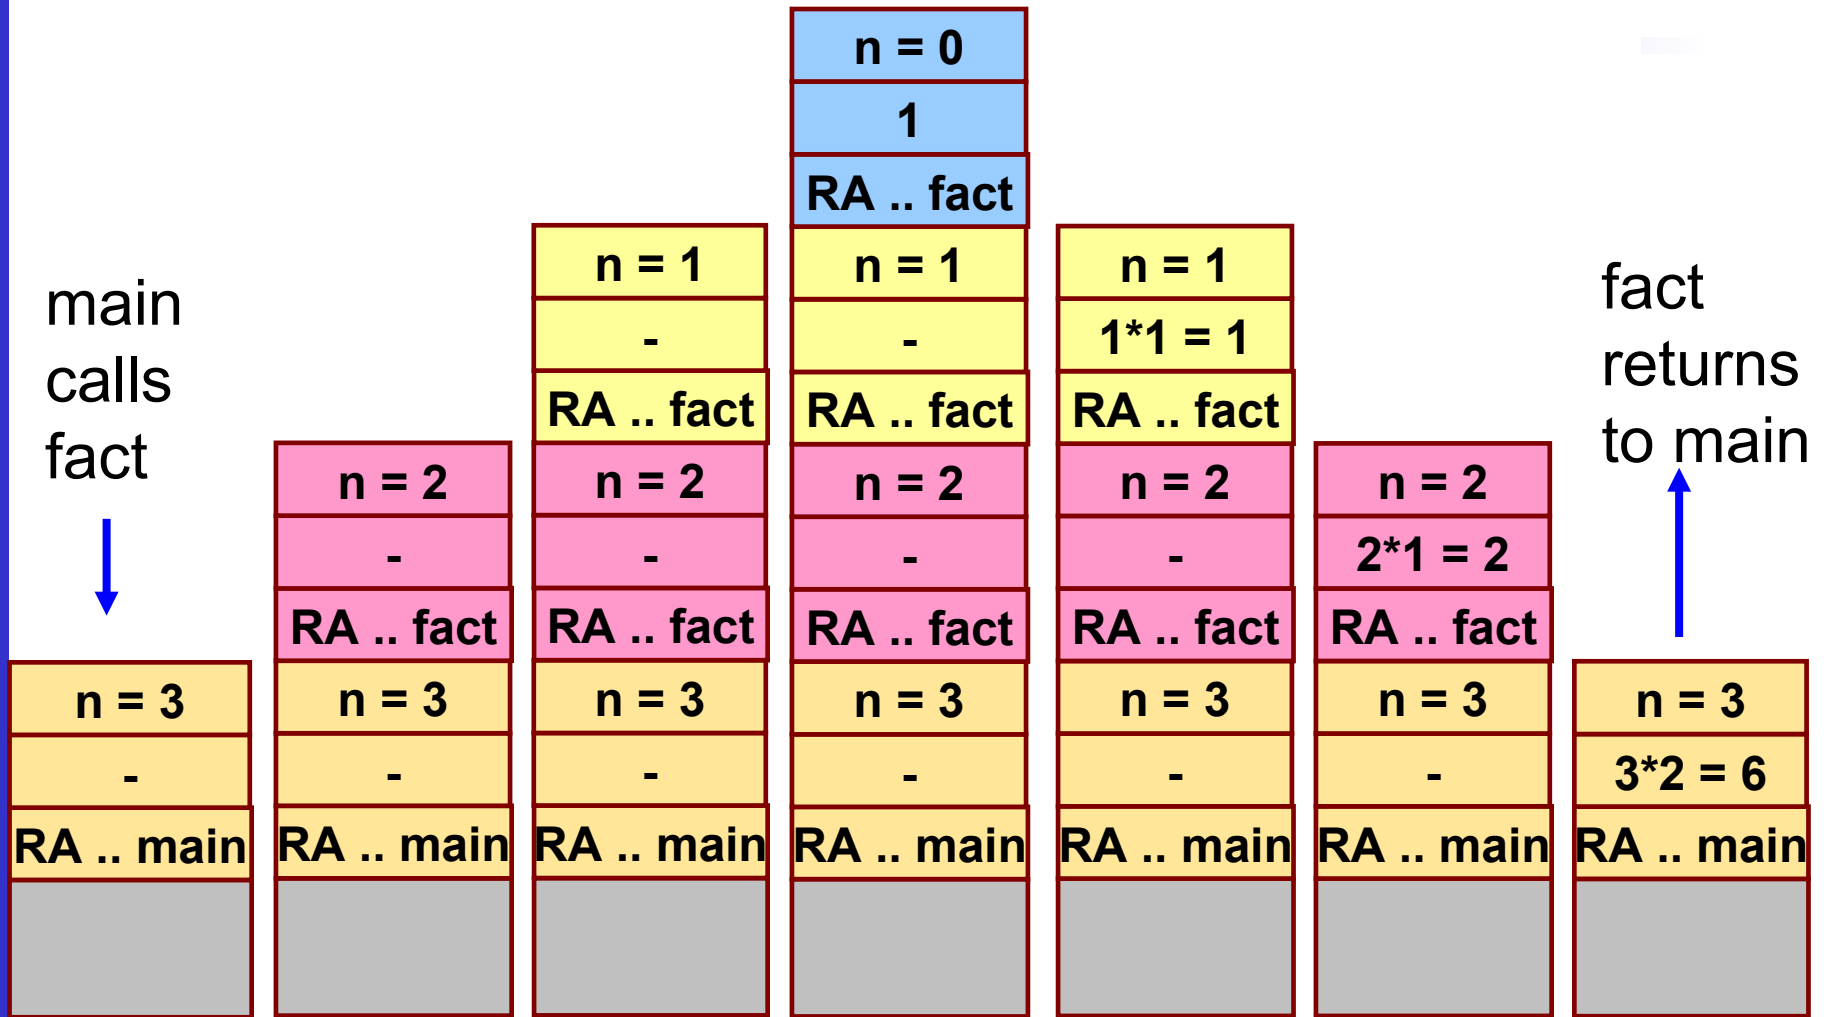 main
calls
fact
n = 3
-
RA .. main
n = 2
-
RA .. fact
n = 3
-
RA .. main
n = 1
-
RA .. fact
n = 2
-
RA .. fact
n = 3
-
RA .. main
n = 0
1
RA .. fact
n = 1
-
RA .. fact
n = 2
-
RA .. fact
n = 3
-
RA .. main
n = 1
1*1 = 1
RA .. fact
n = 2
-
RA .. fact
n = 3
-
RA .. main
n = 2
2*1 = 2
RA .. fact
n = 3
-
RA .. main
fact
returns
to main
n = 3
3*2 = 6
RA .. main